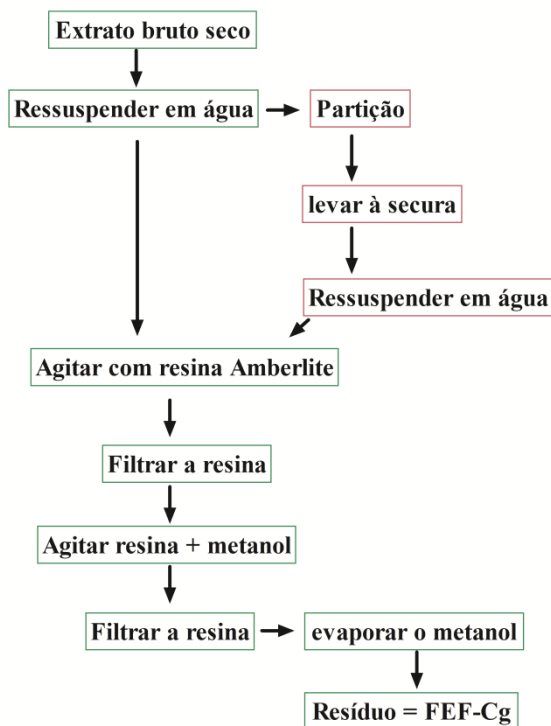 Extrato bruto seco
Ressuspender em água
Partição
levar à secura
Ressuspender em água
Agitar com resina Amberlite
Filtrar a resina
Agitar resina + metanol
Filtrar a resina
evaporar o metanol
Resíduo = FEF-Cg